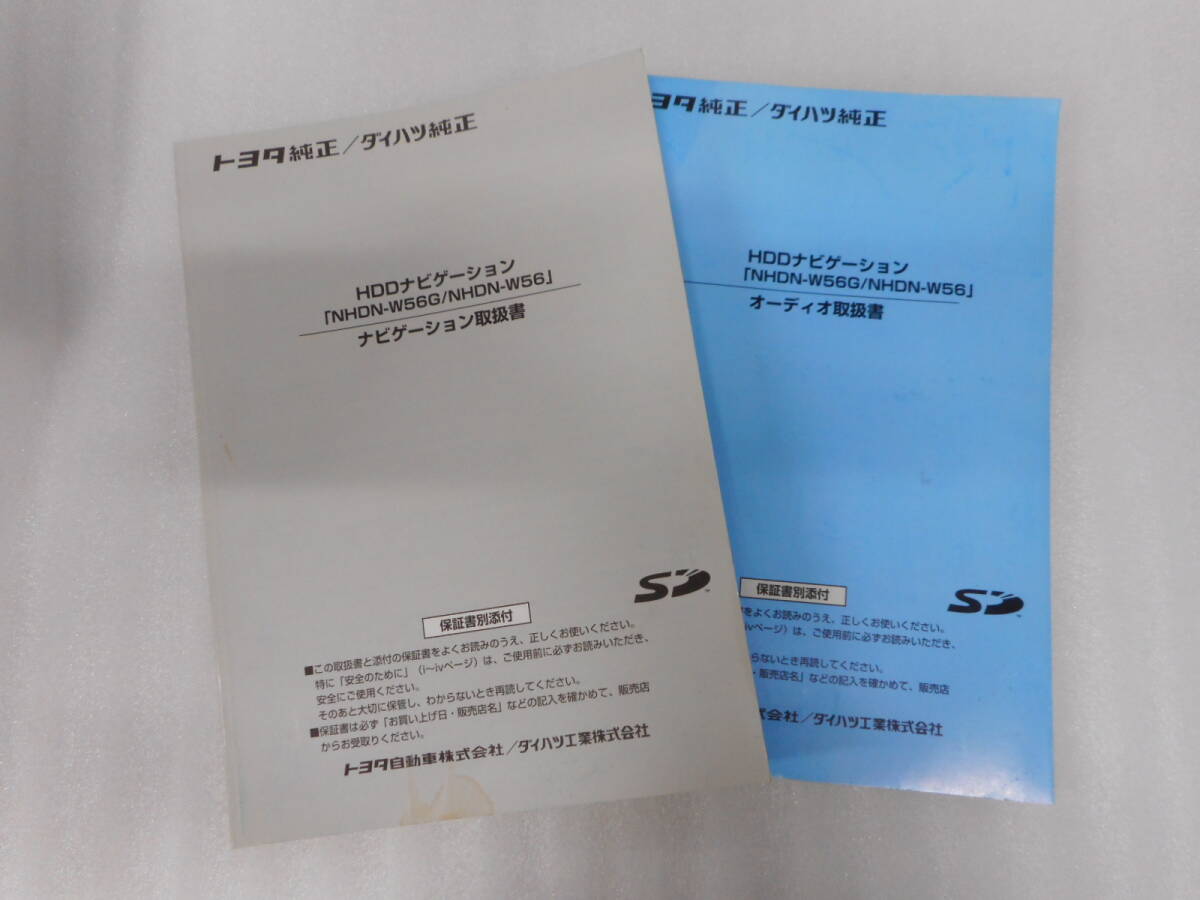 トヨタ純正/ダイハツ純正
HDDナビゲーション
「NHDN-W56G/NHDN-W56」
ナビゲーション取扱書
SD
保証書別添付
■この取扱書と添付の保証書をよくお読みのうえ、正しくお使いください。
特に「安全のために」(i~ivページ)は、ご使用前に必ずお読みいただき、
安全にご使用ください。
そのあと大切に保管し、わからないとき再読してください。
■保証書は必ず「お買い上げ日・販売店名」などの記入を確かめて、販売店
からお受取りください。
トヨタ自動車株式会社/ダイハツ工業株式会社
ヨタ純正/ダイハツ純正
HDDナビゲーション
「NHDN-W56G/NHDN-W56」
オーディオ取扱書
保証書別添付
SD
をよくお読みのうえ、正しくお使いください。
ivページ)は、ご使用前に必ずお読みいただき、
らないとき再読してください。
・販売店名」などの記入を確かめて、販売店
式会社/ダイハツ工業株式会社